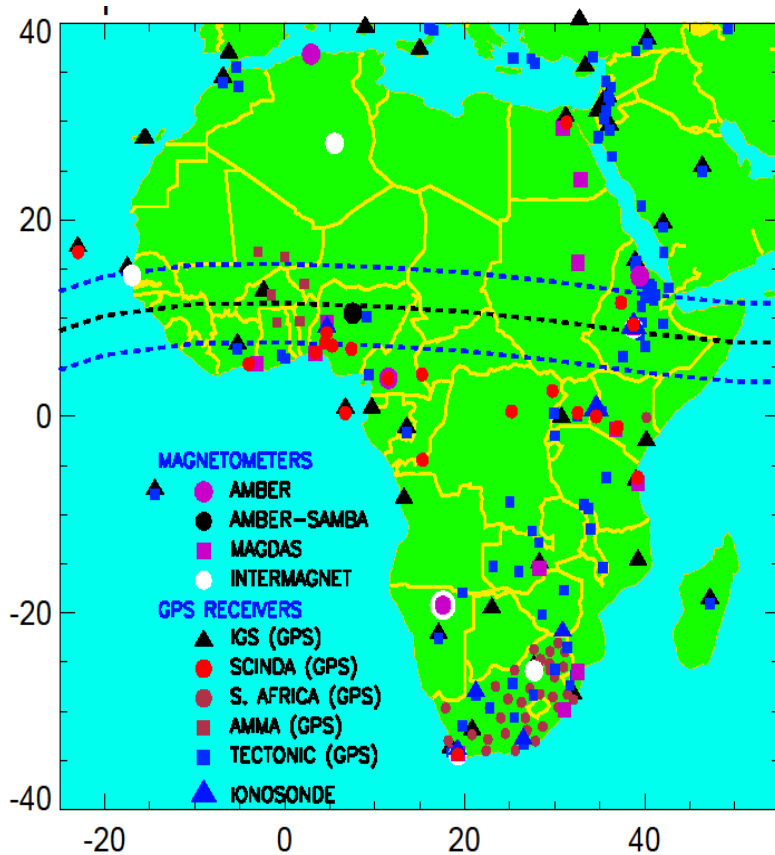 40
20
0
-20
-40
MAGNETOMETERS
AMBER
AMBER-SAMBA
MAGDAS
INTERMAGNET
GPS RECEIVERS
IGS (GPS)
SCINDA (GPS)
S. AFRICA (GPS)
AMMA (GPS)
TECTONIC (GPS)
IONOSONDE
-20 0 20 40